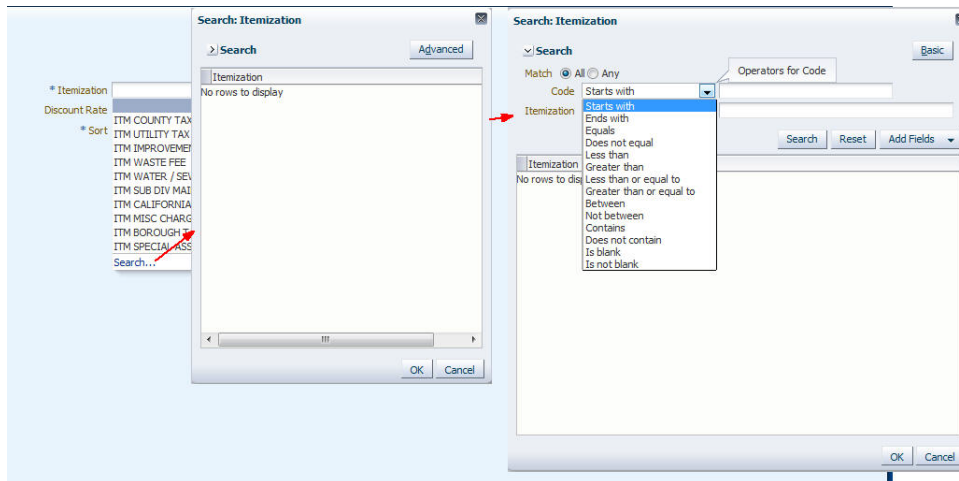 * Itemization
Discount Rate
* Sort
ITM COUNTY TAX
ITM UTILITY TAX
ITM IMPROVEMEN
ITM WASTE FEE
ITM WATER / SEV
ITM SUB DIV MAI
ITM CALIFORNIA
ITM MISC CHARG
ITM BOROUGH T
ITM SPECIAL ASS
Search...
Search: Itemization
Search
Advanced
Itemization
No rows to display
OK Cancel
Search: Itemization
Search
Basic
Match All Any
Operators for Code
Code Starts with
Itemization
Starts with
Ends with
Equals
Does not equal
Less than
Greater than
Less than or equal to
Greater than or equal to
Between
Not between
Contains
Does not contain
Is blank
Is not blank
Search Reset Add Fields
Itemization
No rows to dis
OK Cancel